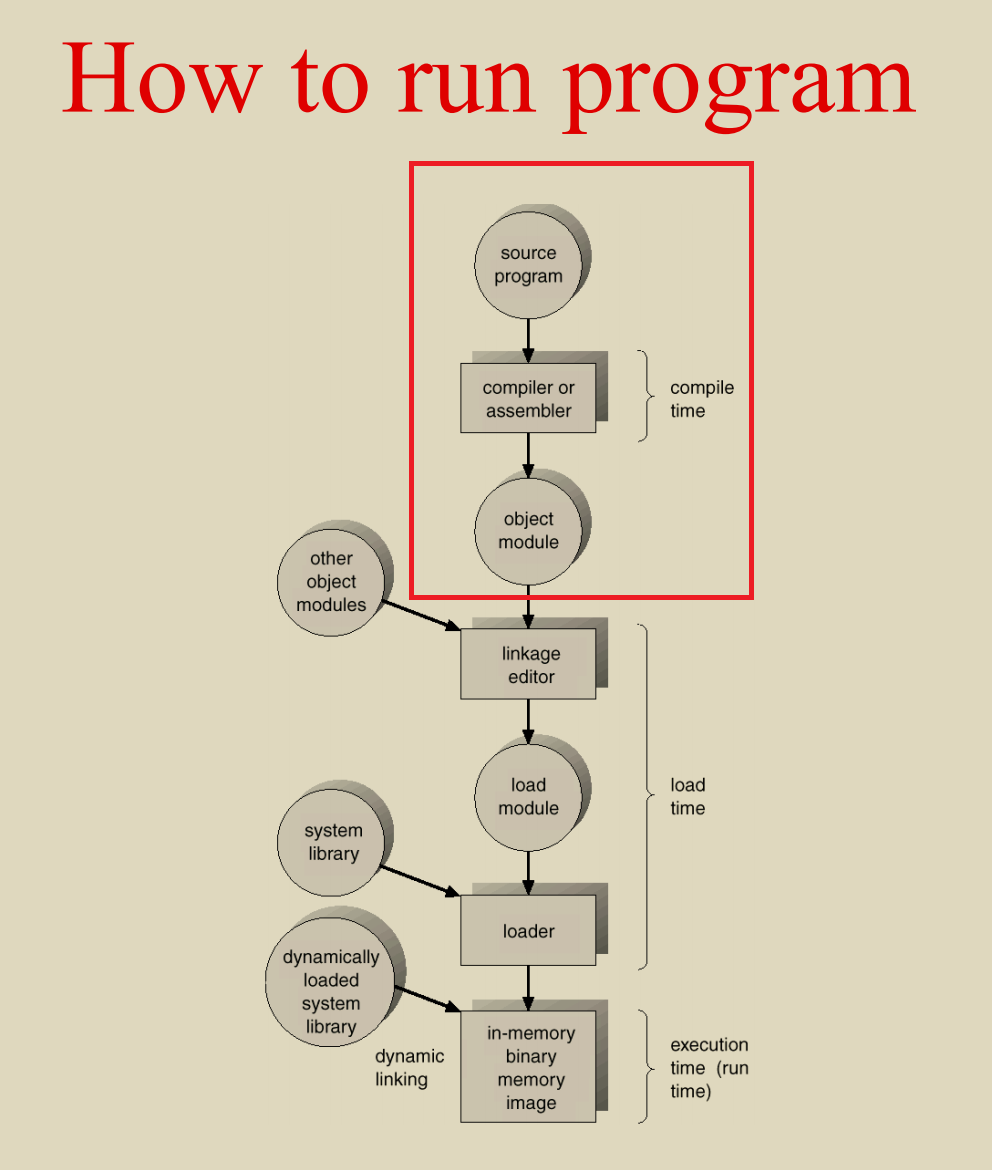 How to run program
source
program
compiler or
assembler
compile
time
object
module
other
object
modules
linkage
editor
load
module
load
time
system
library
loader
dynamically
loaded
system
library
dynamic
linking
in-memory
binary
memory
image
execution
time (run
time)